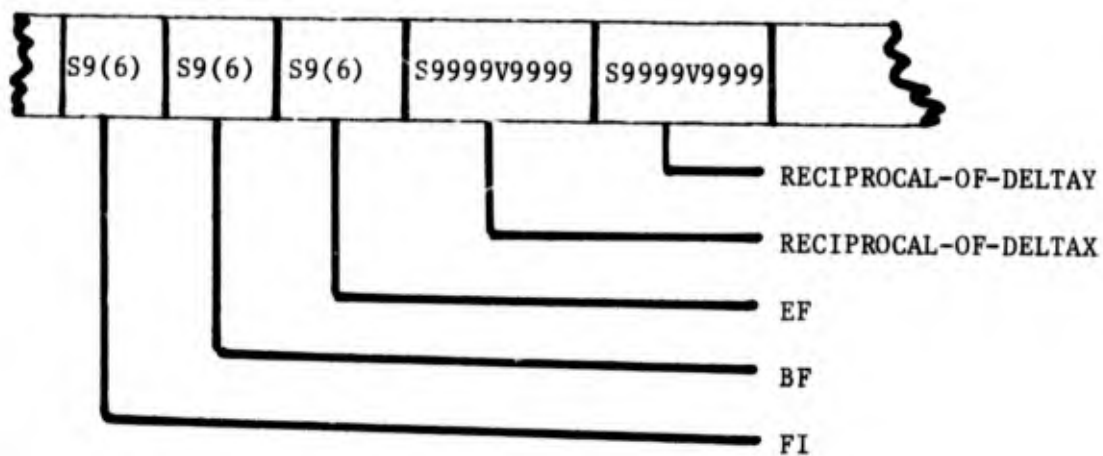 S9(6) S9(6) S9(6) S9999V9999 S9999V9999
RECIPROCAL-OF-DELTAY
RECIPROCAL-OF-DELTAX
EF
BF
FI